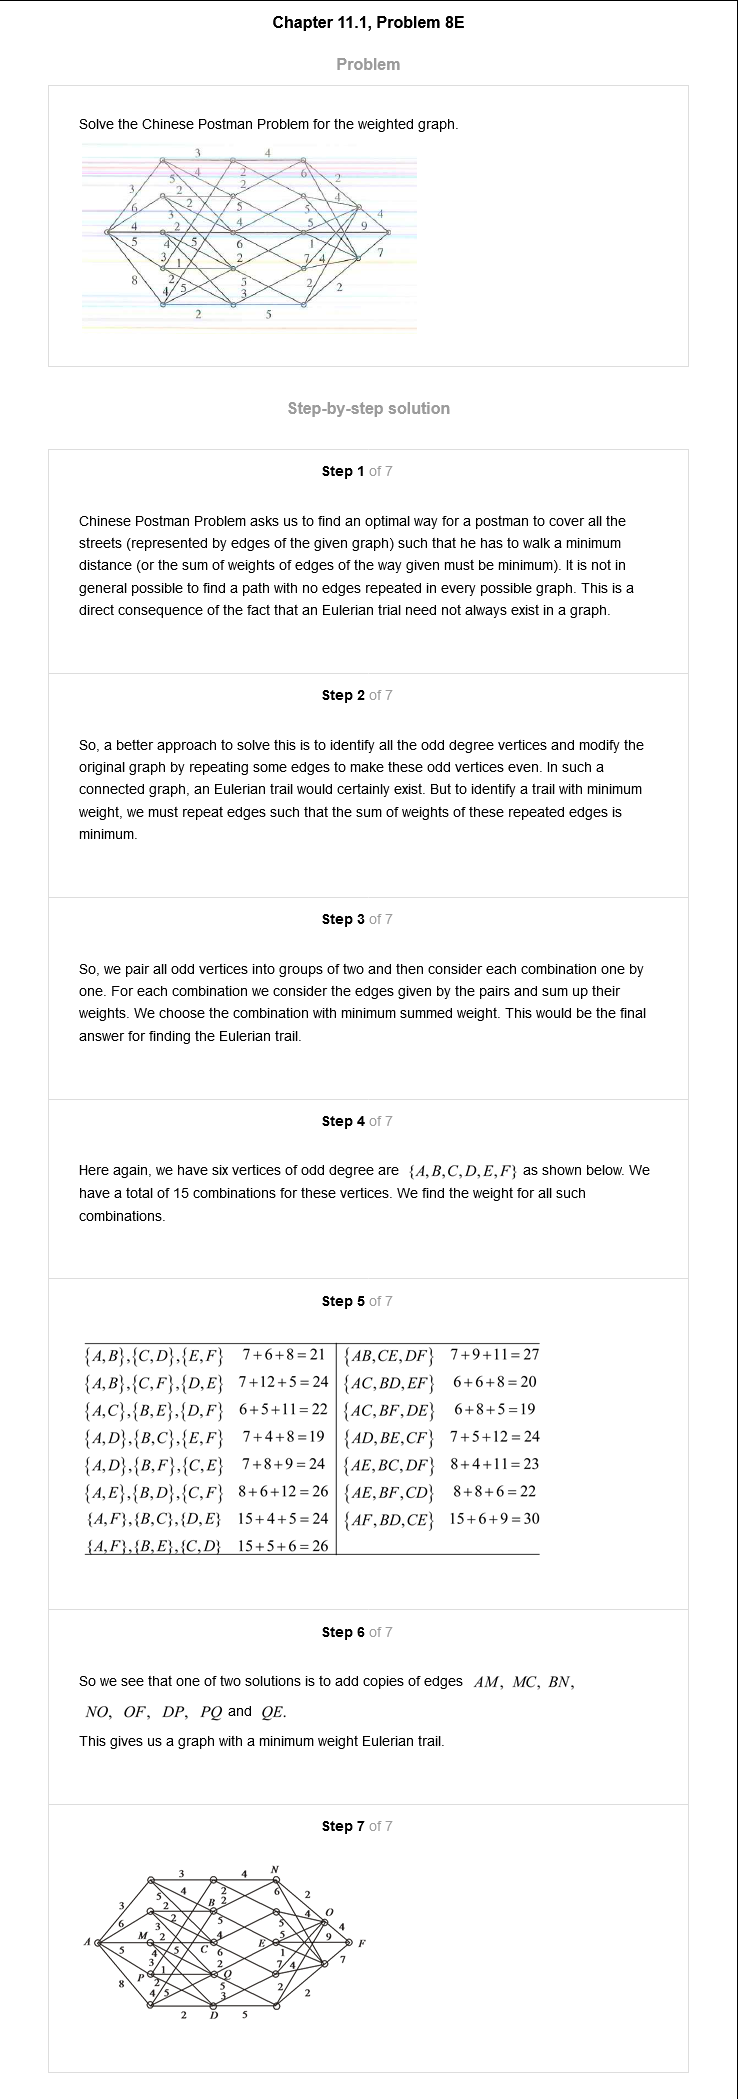 Chapter 11.1, Problem 8E
Problem
Solve the Chinese Postman Problem for the weighted graph.
3 4
5 4 2 6 2
3 2 2 4
6 2 5 5
3 4
4 2 4 5 9
5 4 5 6 1
3 1 2 7 4 7
8 2 5 2
4 5 3 2
2 5
Step-by-step solution
Step 1 of 7
Chinese Postman Problem asks us to find an optimal way for a postman to cover all the
streets (represented by edges of the given graph) such that he has to walk a minimum
distance (or the sum of weights of edges of the way given must be minimum). It is not in
general possible to find a path with no edges repeated in every possible graph. This is a
direct consequence of the fact that an Eulerian trial need not always exist in a graph.
Step 2 of 7
So, a better approach to solve this is to identify all the odd degree vertices and modify the
original graph by repeating some edges to make these odd vertices even. In such a
connected graph, an Eulerian trail would certainly exist. But to identify a trail with minimum
weight, we must repeat edges such that the sum of weights of these repeated edges is
minimum.
Step 3 of 7
So, we pair all odd vertices into groups of two and then consider each combination one by
one. For each combination we consider the edges given by the pairs and sum up their
weights. We choose the combination with minimum summed weight. This would be the final
answer for finding the Eulerian trail.
Step 4 of 7
Here again, we have six vertices of odd degree are {A,B,C,D,E,F} as shown below. We
have a total of 15 combinations for these vertices. We find the weight for all such
combinations.
Step 5 of 7
{A,B},{C,D},{E,F} 7+6+8=21 {AB,CE,DF} 7+9+11=27
{A,B},{C,F},{D,E} 7+12+5=24 {AC,BD,EF} 6+6+8=20
{A,C},{B,E},{D,F} 6+5+11=22 {AC,BF,DE} 6+8+5=19
{A,D},{B,C},{E,F} 7+4+8=19 {AD,BE,CF} 7+5+12=24
{A,D},{B,F},{C,E} 7+8+9=24 {AE,BC,DF} 8+4+11=23
{A,E},{B,D},{C,F} 8+6+12=26 {AE,BF,CD} 8+8+6=22
{A,F},{B,C},{D,E} 15+4+5=24 {AF,BD,CE} 15+6+9=30
{A,F},{B,E},{C,D} 15+5+6=26
Step 6 of 7
So we see that one of two solutions is to add copies of edges AM, MC, BN,
NO, OF, DP, PQ and QE.
This gives us a graph with a minimum weight Eulerian trail.
Step 7 of 7
3 4 N
5 4 2 6 2
3 2 B 2 4 O
6 3 2 5 5 4
A M 2 4 E 5 9 F
5 4 5 C 6 1
3 1 2 7 4 7
8 P 2 Q 5 2
4 5 3 2
2 D 5